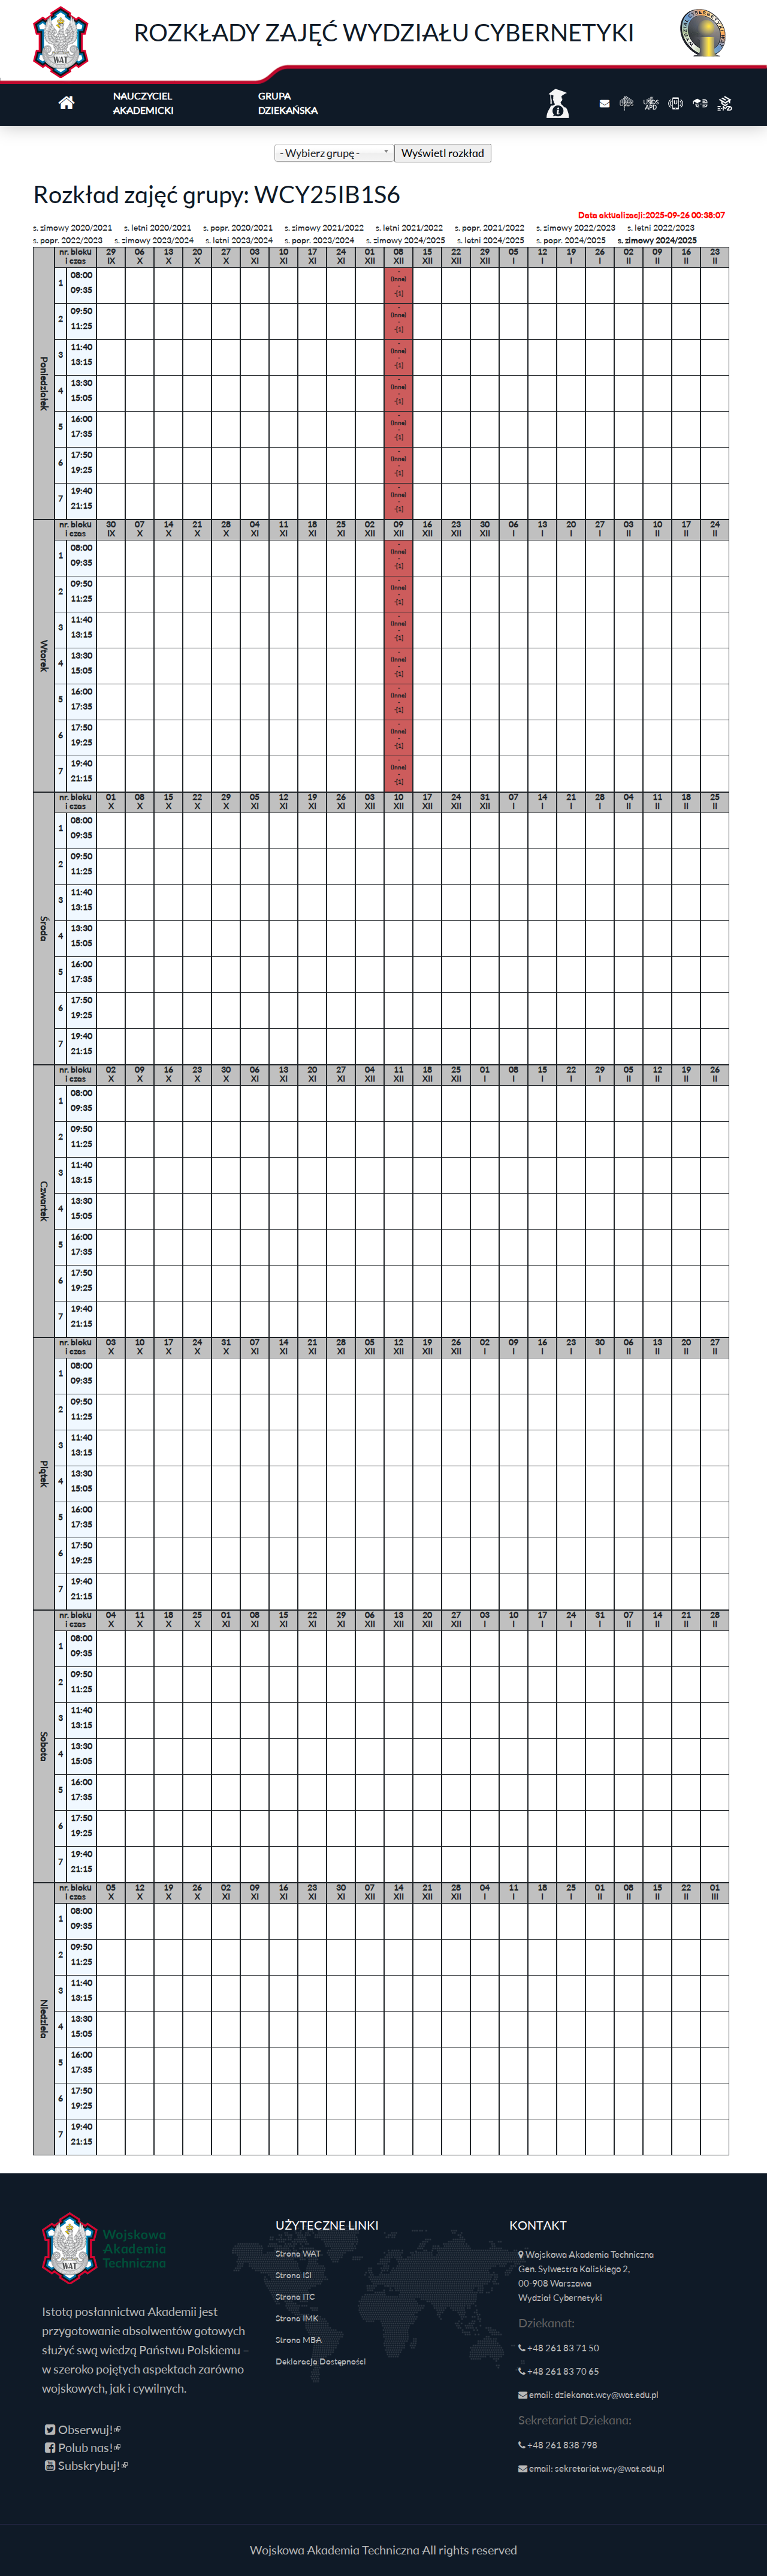 ROZKŁADY ZAJĘĆ WYDZIAŁU CYBERNETYKI
WAT
NAUCZYCIEL AKADEMICKI
GRUPA DZIEKAŃSKA
- Wybierz grupę -
Wyświetl rozkład
Rozkład zajęć grupy: WCY25IB1S6
Data aktualizacji:2025-09-26 00:38:07
s. zimowy 2020/2021 s. letni 2020/2021 s. popr. 2020/2021 s. zimowy 2021/2022 s. letni 2021/2022 s. popr. 2021/2022 s. zimowy 2022/2023 s. letni 2022/2023
s. popr. 2022/2023 s. zimowy 2023/2024 s. letni 2023/2024 s. popr. 2023/2024 s. zimowy 2024/2025 s. letni 2024/2025 s. popr. 2024/2025 s. zimowy 2024/2025
Poniedziałek
nr. bloku 29 06 13 20 27 03 10 17 24 01 08 15 22 29 05 12 19 26 02 09 16 23
i czas IX X X X X XI XI XI XI XII XII XII XII XII I I I I II II II II
1 08:00 09:35 - (inne) - -[1]
2 09:50 11:25 - (inne) - -[1]
3 11:40 13:15 - (inne) - -[1]
4 13:30 15:05 - (inne) - -[1]
5 16:00 17:35 - (inne) - -[1]
6 17:50 19:25 - (inne) - -[1]
7 19:40 21:15 - (inne) - -[1]
Wtorek
nr. bloku 30 07 14 21 28 04 11 18 25 02 09 16 23 30 06 13 20 27 03 10 17 24
i czas IX X X X X XI XI XI XI XII XII XII XII XII I I I I II II II II
1 08:00 09:35 - (inne) - -[1]
2 09:50 11:25 - (inne) - -[1]
3 11:40 13:15 - (inne) - -[1]
4 13:30 15:05 - (inne) - -[1]
5 16:00 17:35 - (inne) - -[1]
6 17:50 19:25 - (inne) - -[1]
7 19:40 21:15 - (inne) - -[1]
Środa
nr. bloku 01 08 15 22 29 05 12 19 26 03 10 17 24 31 07 14 21 28 04 11 18 25
i czas X X X X X XI XI XI XI XII XII XII XII XII I I I I II II II II
1 08:00 09:35
2 09:50 11:25
3 11:40 13:15
4 13:30 15:05
5 16:00 17:35
6 17:50 19:25
7 19:40 21:15
Czwartek
nr. bloku 02 09 16 23 30 06 13 20 27 04 11 18 25 01 08 15 22 29 05 12 19 26
i czas X X X X X XI XI XI XI XII XII XII XII I I I I I II II II II
1 08:00 09:35
2 09:50 11:25
3 11:40 13:15
4 13:30 15:05
5 16:00 17:35
6 17:50 19:25
7 19:40 21:15
Piątek
nr. bloku 03 10 17 24 31 07 14 21 28 05 12 19 26 02 09 16 23 30 06 13 20 27
i czas X X X X X XI XI XI XI XII XII XII XII I I I I I II II II II
1 08:00 09:35
2 09:50 11:25
3 11:40 13:15
4 13:30 15:05
5 16:00 17:35
6 17:50 19:25
7 19:40 21:15
Sobota
nr. bloku 04 11 18 25 01 08 15 22 29 06 13 20 27 03 10 17 24 31 07 14 21 28
i czas X X X X XI XI XI XI XI XII XII XII XII I I I I I II II II II
1 08:00 09:35
2 09:50 11:25
3 11:40 13:15
4 13:30 15:05
5 16:00 17:35
6 17:50 19:25
7 19:40 21:15
Niedziela
nr. bloku 05 12 19 26 02 09 16 23 30 07 14 21 28 04 11 18 25 01 08 15 22 01
i czas X X X X XI XI XI XI XI XII XII XII XII I I I I II II II II III
1 08:00 09:35
2 09:50 11:25
3 11:40 13:15
4 13:30 15:05
5 16:00 17:35
6 17:50 19:25
7 19:40 21:15
WAT
Wojskowa
Akademia
Techniczna
Istotą posłannictwa Akademii jest
przygotowanie absolwentów gotowych
służyć swą wiedzą Państwu Polskiemu –
w szeroko pojętych aspektach zarówno
wojskowych, jak i cywilnych.
Obserwuj!
Polub nas!
Subskrybuj!
UŻYTECZNE LINKI
Strona WAT
Strona ISI
Strona ITC
Strona IMK
Strona MBA
Deklaracja Dostępności
KONTAKT
Wojskowa Akademia Techniczna
Gen. Sylwestra Kaliskiego 2,
00-908 Warszawa
Wydział Cybernetyki
Dziekanat:
+48 261 83 71 50
+48 261 83 70 65
email: dziekanat.wcy@wat.edu.pl
Sekretariat Dziekana:
+48 261 838 798
email: sekretariat.wcy@wat.edu.pl
Wojskowa Akademia Techniczna All rights reserved